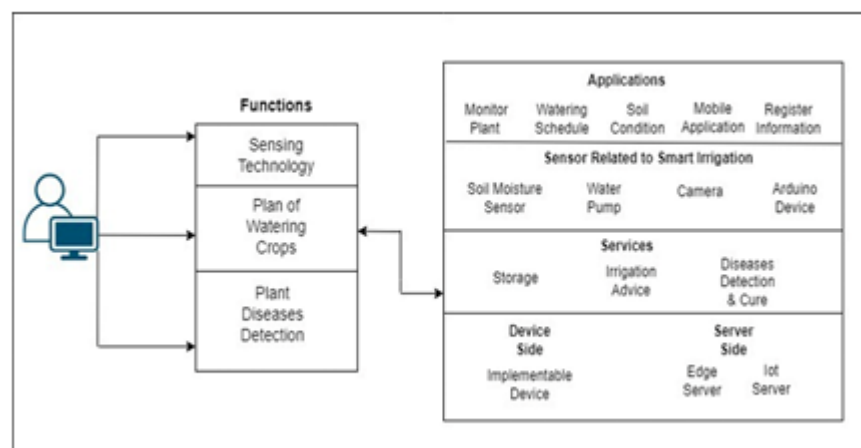 Functions
Sensing
Technology
Plan of
Watering
Crops
Plant
Diseases
Detection
Applications
Monitor
Plant
Watering
Schedule
Soil
Condition
Mobile
Application
Register
Information
Sensor Related to Smart Irrigation
Soil Moisture
Sensor
Water
Pump
Camera
Arduino
Device
Services
Storage
Irrigation
Advice
Diseases
Detection
& Cure
Device
Side
Implementable
Device
Server
Side
Edge
Server
Iot
Server